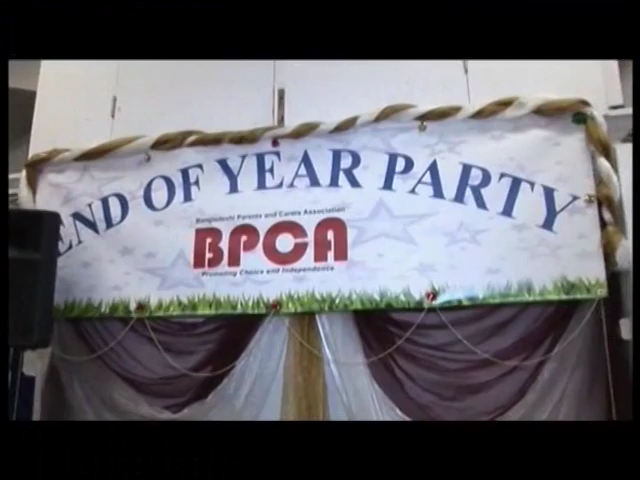 END OF YEAR PARTY
Bangladeshi Parents and Carers Association
BPCA
Promoting Choice and Independence